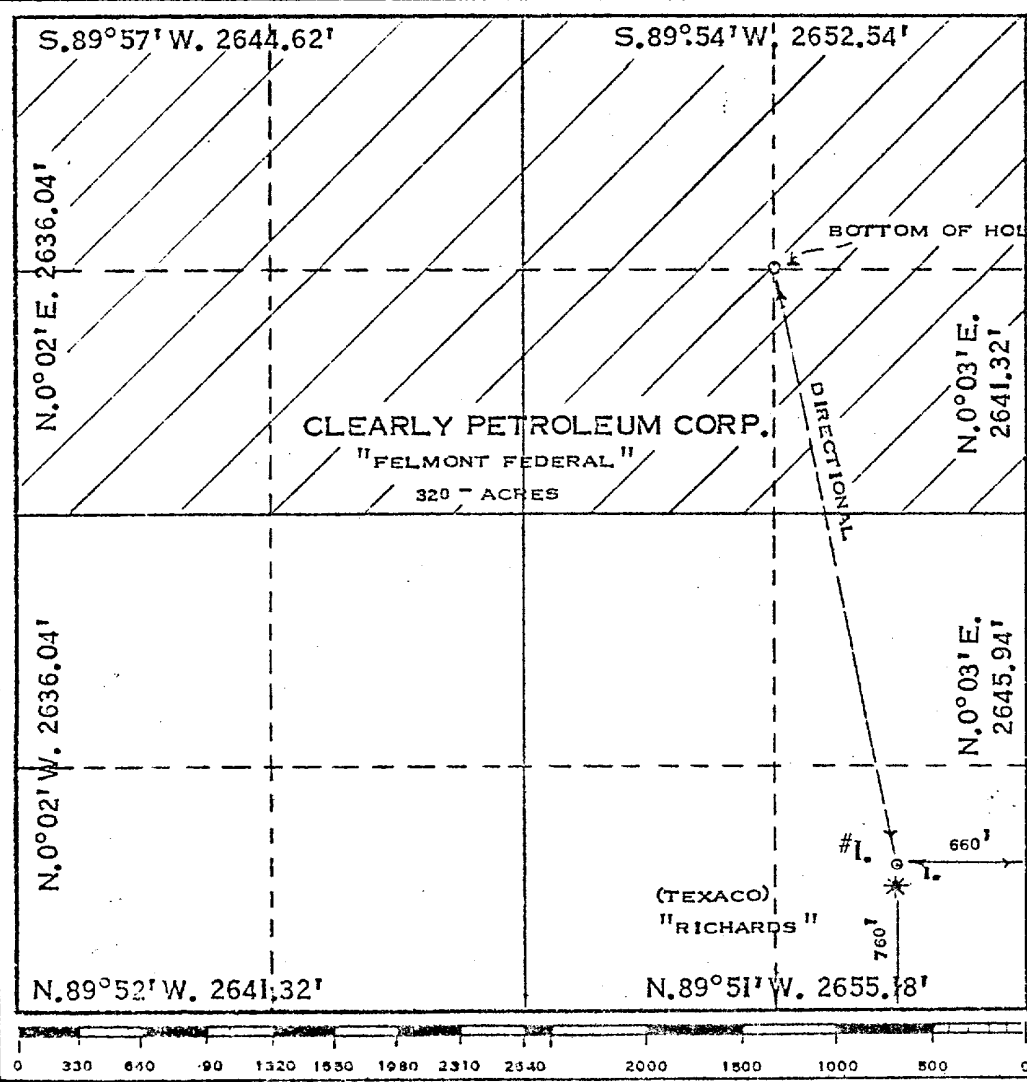 S.89°57'W. 2644.62'
S.89°54'W. 2652.54'
N.0°02'E. 2636.04'
BOTTOM OF HOL
N.0°03'E.
2641.32'
DIRECTIONAL
CLEARLY PETROLEUM CORP.
"FELMONT FEDERAL"
320 - ACRES
N.0°02'W. 2636.04'
N.0°03'E.
2645.94'
#1.
660'
1.
(TEXACO)
"RICHARDS"
760'
N.89°52'W. 2641.32'
N.89°51'W. 2655.18'
0 330 660 90 1320 1650 1980 2310 2640 2000 1500 1000 500